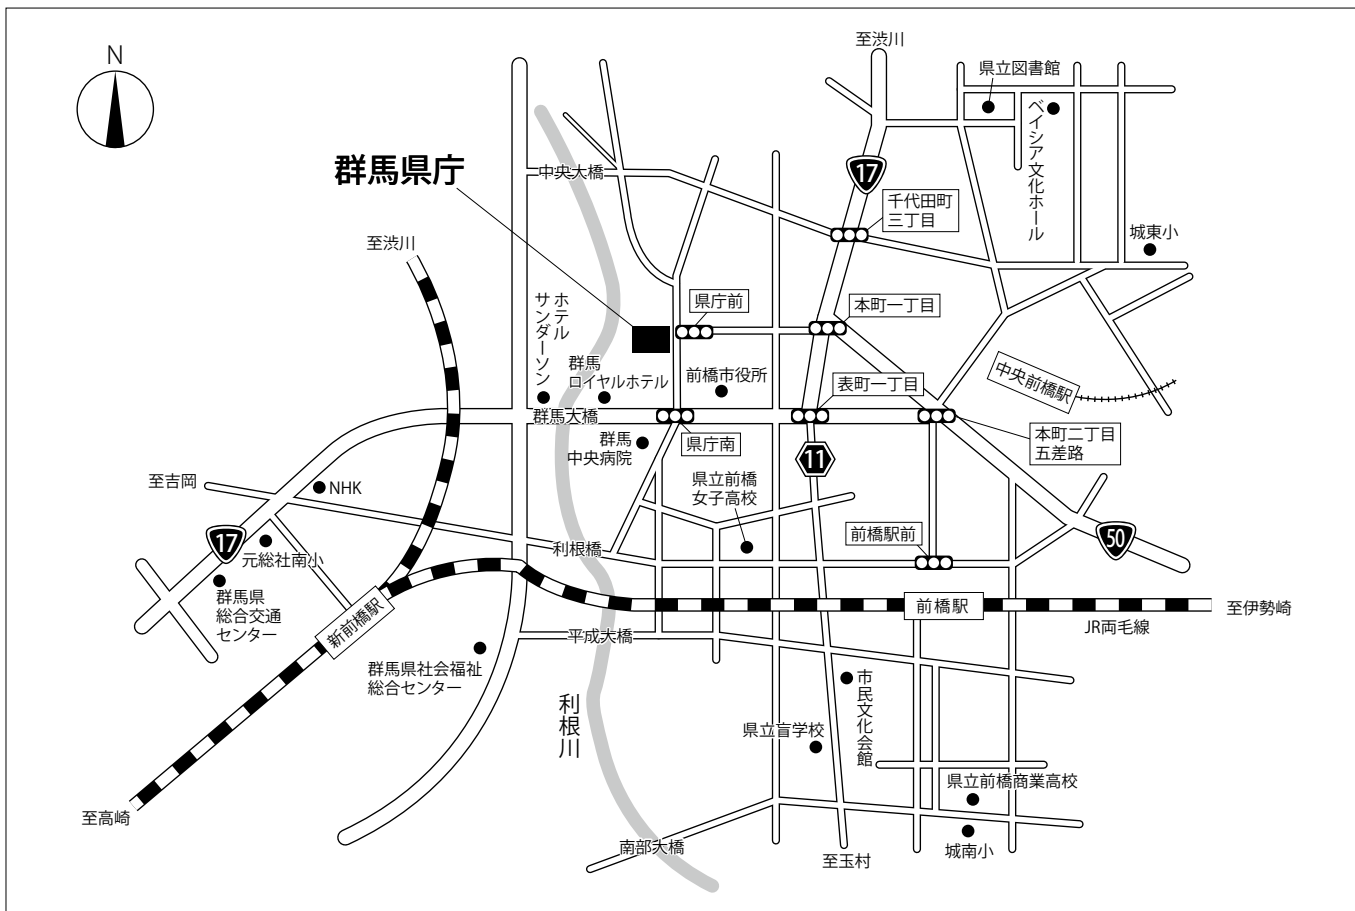 N
至渋川
県立図書館
ベイシア文化ホール
群馬県庁
中央大橋
17
千代田町
三丁目
城東小
至渋川
ホテル
サンダーソン
県庁前
本町一丁目
群馬
ロイヤルホテル
前橋市役所
表町一丁目
中央前橋駅
群馬大橋
県庁南
本町二丁目
五差路
群馬
中央病院
11
至吉岡
NHK
県立前橋
女子高校
17
元総社南小
利根橋
前橋駅前
50
群馬県
総合交通
センター
新前橋駅
前橋駅
至伊勢崎
JR両毛線
平成大橋
群馬県社会福祉
総合センター
利根川
市民文化会館
県立盲学校
県立前橋商業高校
至高崎
南部大橋
至玉村
城南小